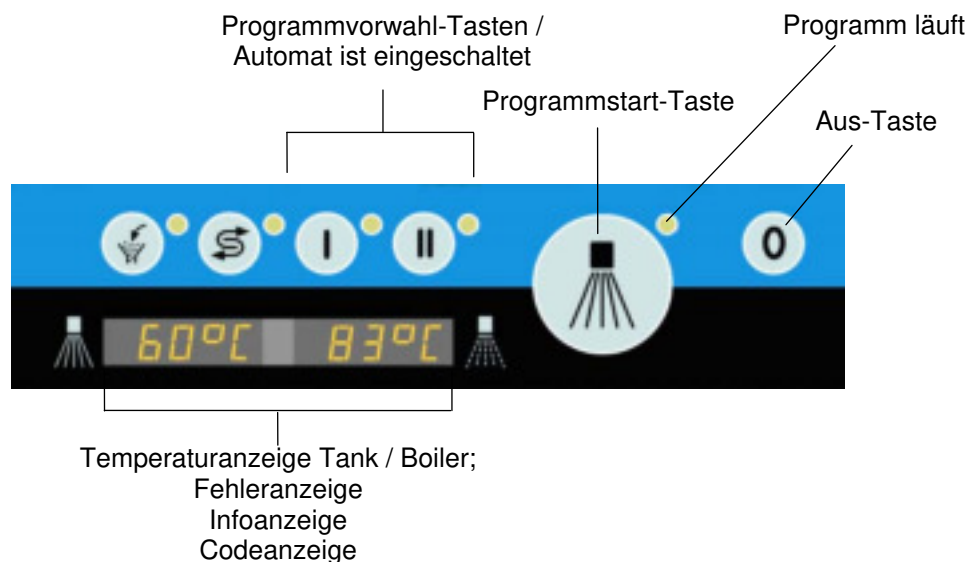 Programmvorwahl-Tasten /
Automat ist eingeschaltet
Programm läuft
Programmstart-Taste
Aus-Taste
I
II
0
60°C
83°C
Temperaturanzeige Tank / Boiler;
Fehleranzeige
Infoanzeige
Codeanzeige